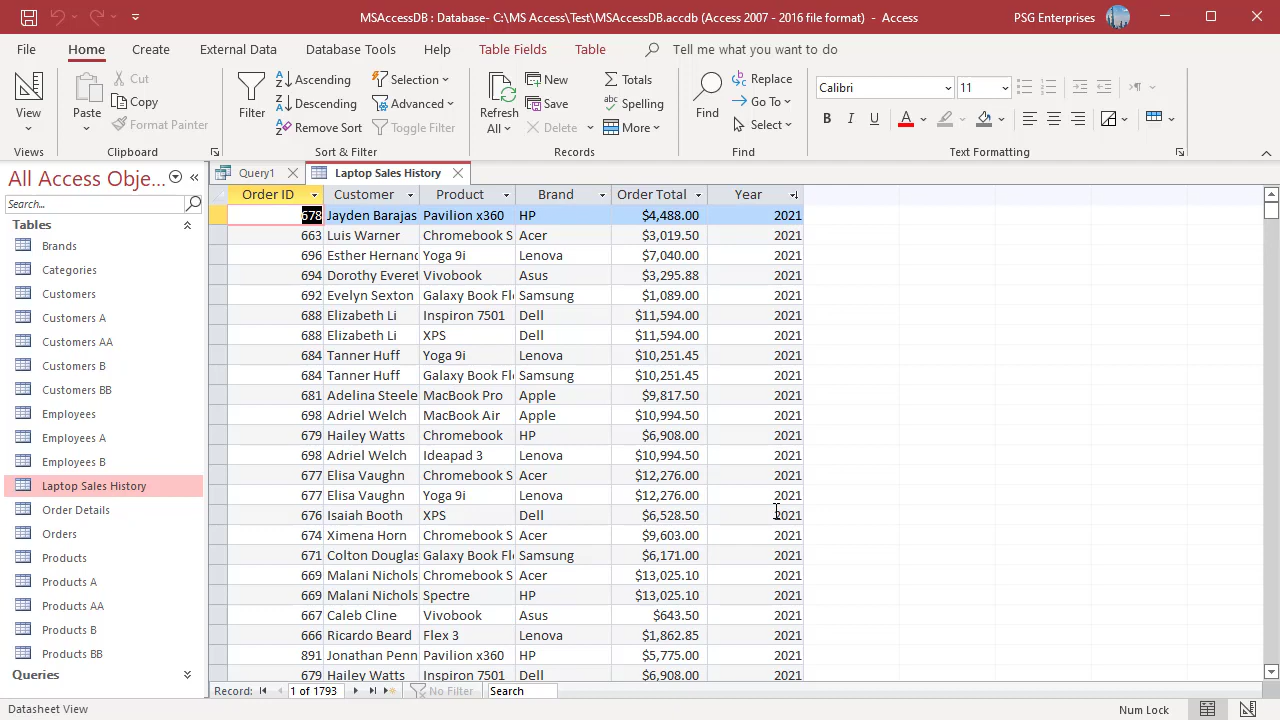 MSAccessDB : Database- C:\MS Access\Test\MSAccessDB.accdb (Access 2007 - 2016 file format) - Access
PSG Enterprises
File
Home
Create
External Data
Database Tools
Help
Table Fields
Table
Tell me what you want to do
View
Views
Paste
Cut
Copy
Format Painter
Clipboard
Filter
Ascending
Descending
Remove Sort
Selection
Advanced
Toggle Filter
Sort & Filter
Refresh
All
New
Save
Delete
Totals
Spelling
More
Records
Find
Replace
Go To
Select
Find
Calibri
11
B I U A
Text Formatting
All Access Obje...
Search...
Tables
Brands
Categories
Customers
Customers A
Customers AA
Customers B
Customers BB
Employees
Employees A
Employees B
Laptop Sales History
Order Details
Orders
Products
Products A
Products AA
Products B
Products BB
Queries
Query1
Laptop Sales History
Order ID Customer Product Brand Order Total Year
678 Jayden Barajas Pavilion x360 HP $4,488.00 2021
663 Luis Warner Chromebook S Acer $3,019.50 2021
696 Esther Hernanc Yoga 9i Lenova $7,040.00 2021
694 Dorothy Everet Vivobook Asus $3,295.88 2021
692 Evelyn Sexton Galaxy Book Fl Samsung $1,089.00 2021
688 Elizabeth Li Inspiron 7501 Dell $11,594.00 2021
688 Elizabeth Li XPS Dell $11,594.00 2021
684 Tanner Huff Yoga 9i Lenova $10,251.45 2021
684 Tanner Huff Galaxy Book Fl Samsung $10,251.45 2021
681 Adelina Steele MacBook Pro Apple $9,817.50 2021
698 Adriel Welch MacBook Air Apple $10,994.50 2021
679 Hailey Watts Chromebook HP $6,908.00 2021
698 Adriel Welch Ideapad 3 Lenova $10,994.50 2021
677 Elisa Vaughn Chromebook S Acer $12,276.00 2021
677 Elisa Vaughn Yoga 9i Lenova $12,276.00 2021
676 Isaiah Booth XPS Dell $6,528.50 2021
674 Ximena Horn Chromebook S Acer $9,603.00 2021
671 Colton Douglas Galaxy Book Fl Samsung $6,171.00 2021
669 Malani Nichols Chromebook S Acer $13,025.10 2021
669 Malani Nichols Spectre HP $13,025.10 2021
667 Caleb Cline Vivobook Asus $643.50 2021
666 Ricardo Beard Flex 3 Lenova $1,862.85 2021
891 Jonathan Penn Pavilion x360 HP $5,775.00 2021
679 Hailey Watts Inspiron 7501 Dell $6,908.00 2021
Record: 1 of 1793 No Filter Search
Datasheet View
Num Lock